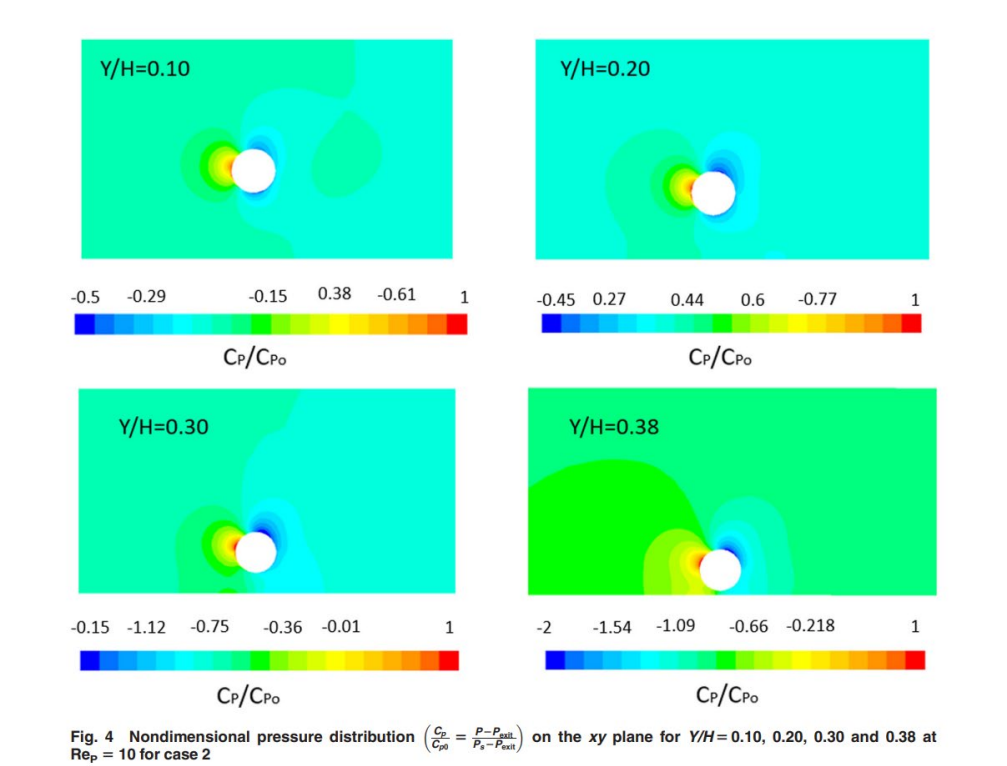 Y/H=0.10
Y/H=0.20
-0.5 -0.29 -0.15 0.38 -0.61 1
-0.45 0.27 0.44 0.6 -0.77 1
CP/CPo
CP/CPo
Y/H=0.30
Y/H=0.38
-0.15 -1.12 -0.75 -0.36 -0.01 1
-2 -1.54 -1.09 -0.66 -0.218 1
CP/CPo
CP/CPo
Fig. 4 Nondimensional pressure distribution (Cp/Cp0 = P−Pexit/Ps−Pexit) on the xy plane for Y/H = 0.10, 0.20, 0.30 and 0.38 at
ReP = 10 for case 2